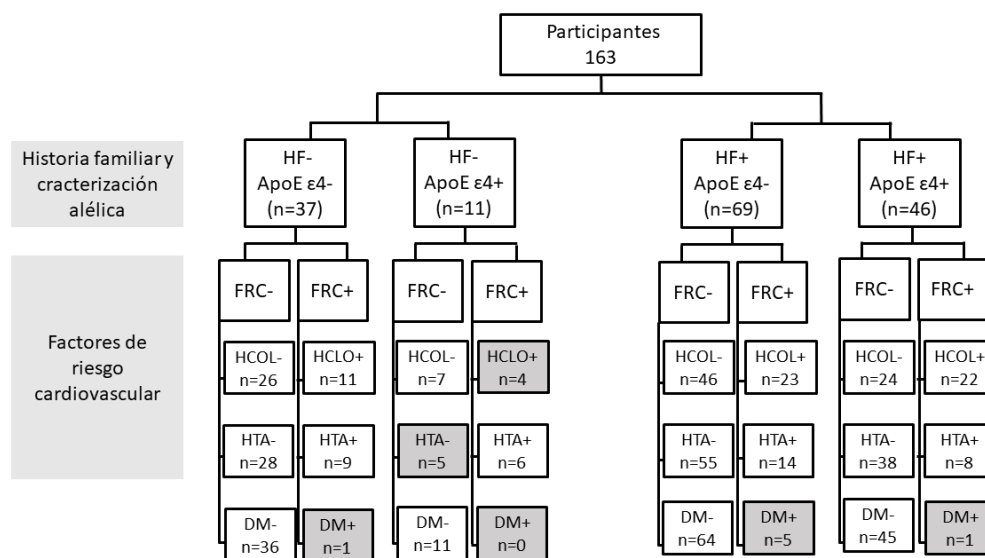 Participantes
163
Historia familiar y
cracterización
alélica
HF-
ApoE ε4-
(n=37)
HF-
ApoE ε4+
(n=11)
HF+
ApoE ε4-
(n=69)
HF+
ApoE ε4+
(n=46)
Factores de
riesgo
cardiovascular
FRC-
FRC+
FRC-
FRC+
FRC-
FRC+
FRC-
FRC+
HCOL-
n=26
HCLO+
n=11
HCOL-
n=7
HCLO+
n=4
HCOL-
n=46
HCOL+
n=23
HCOL-
n=24
HCOL+
n=22
HTA-
n=28
HTA+
n=9
HTA-
n=5
HTA+
n=6
HTA-
n=55
HTA+
n=14
HTA-
n=38
HTA+
n=8
DM-
n=36
DM+
n=1
DM-
n=11
DM+
n=0
DM-
n=64
DM+
n=5
DM-
n=45
DM+
n=1